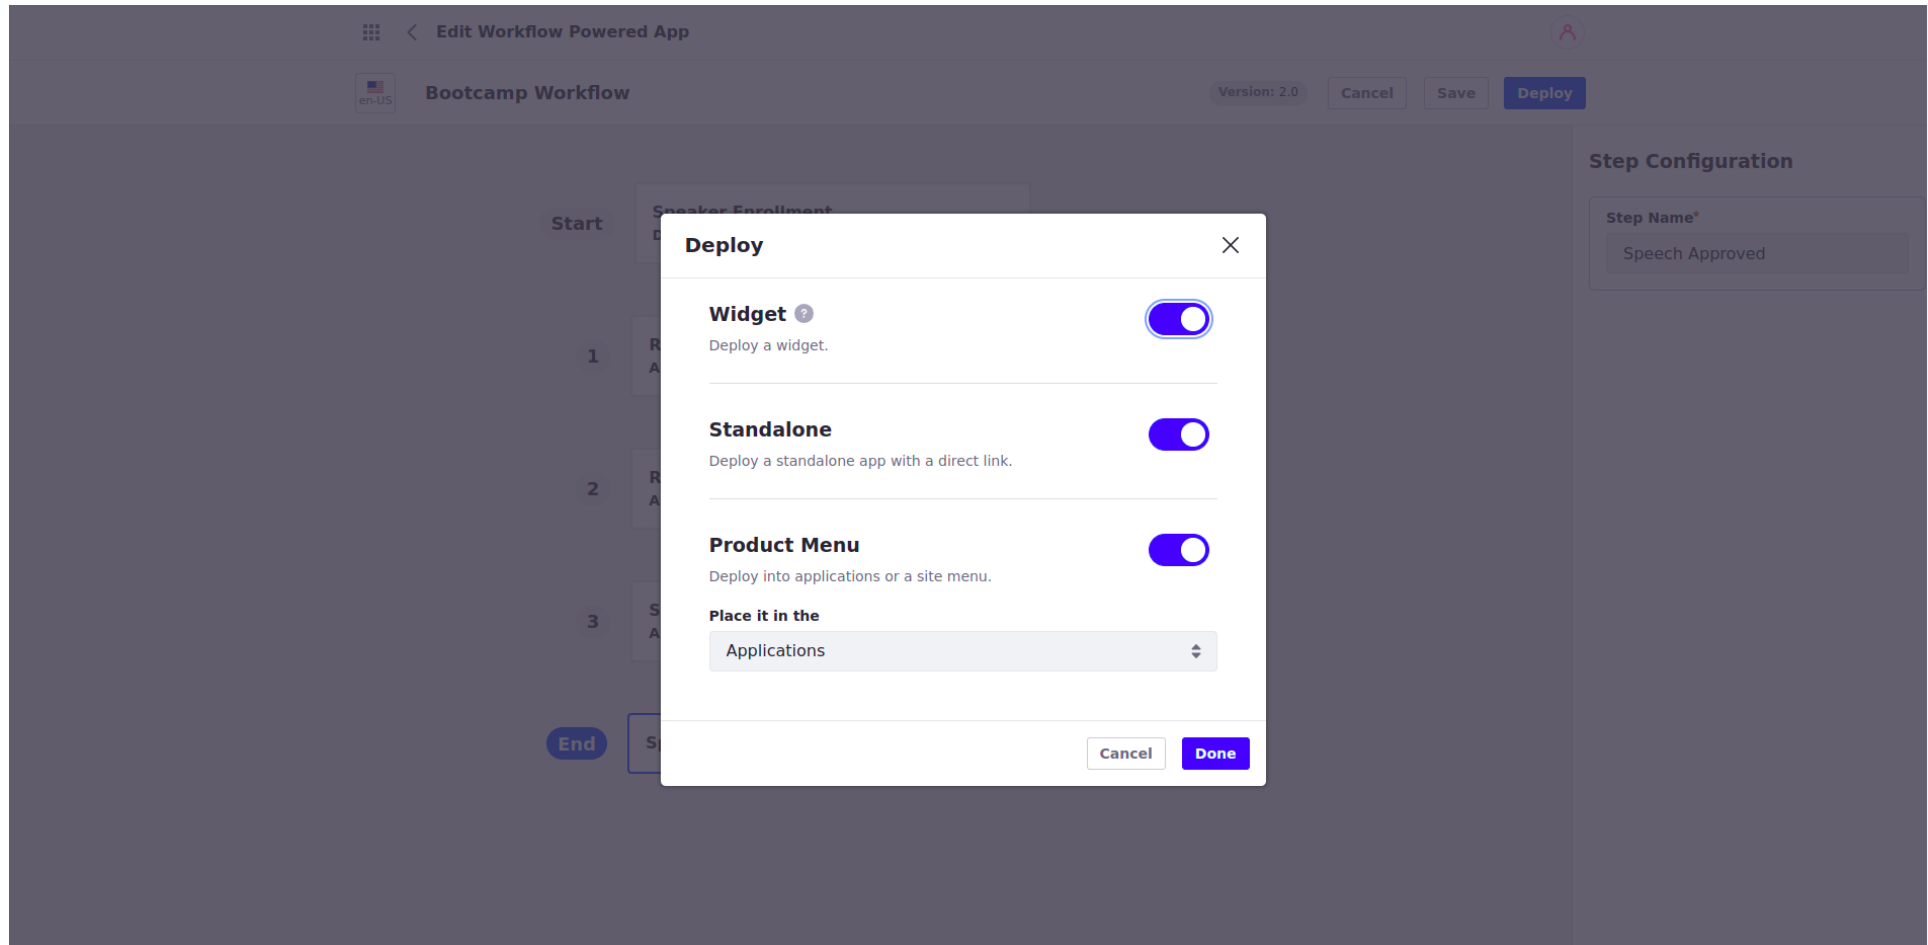 Edit Workflow Powered App
en-US
Bootcamp Workflow
Version: 2.0
Cancel
Save
Deploy
Step Configuration
Step Name*
Speech Approved
Start
Speaker Enrollment
D
1
R
A
2
R
A
3
S
A
End
Sp
Deploy
Widget ?
Deploy a widget.
Standalone
Deploy a standalone app with a direct link.
Product Menu
Deploy into applications or a site menu.
Place it in the
Applications
Cancel
Done